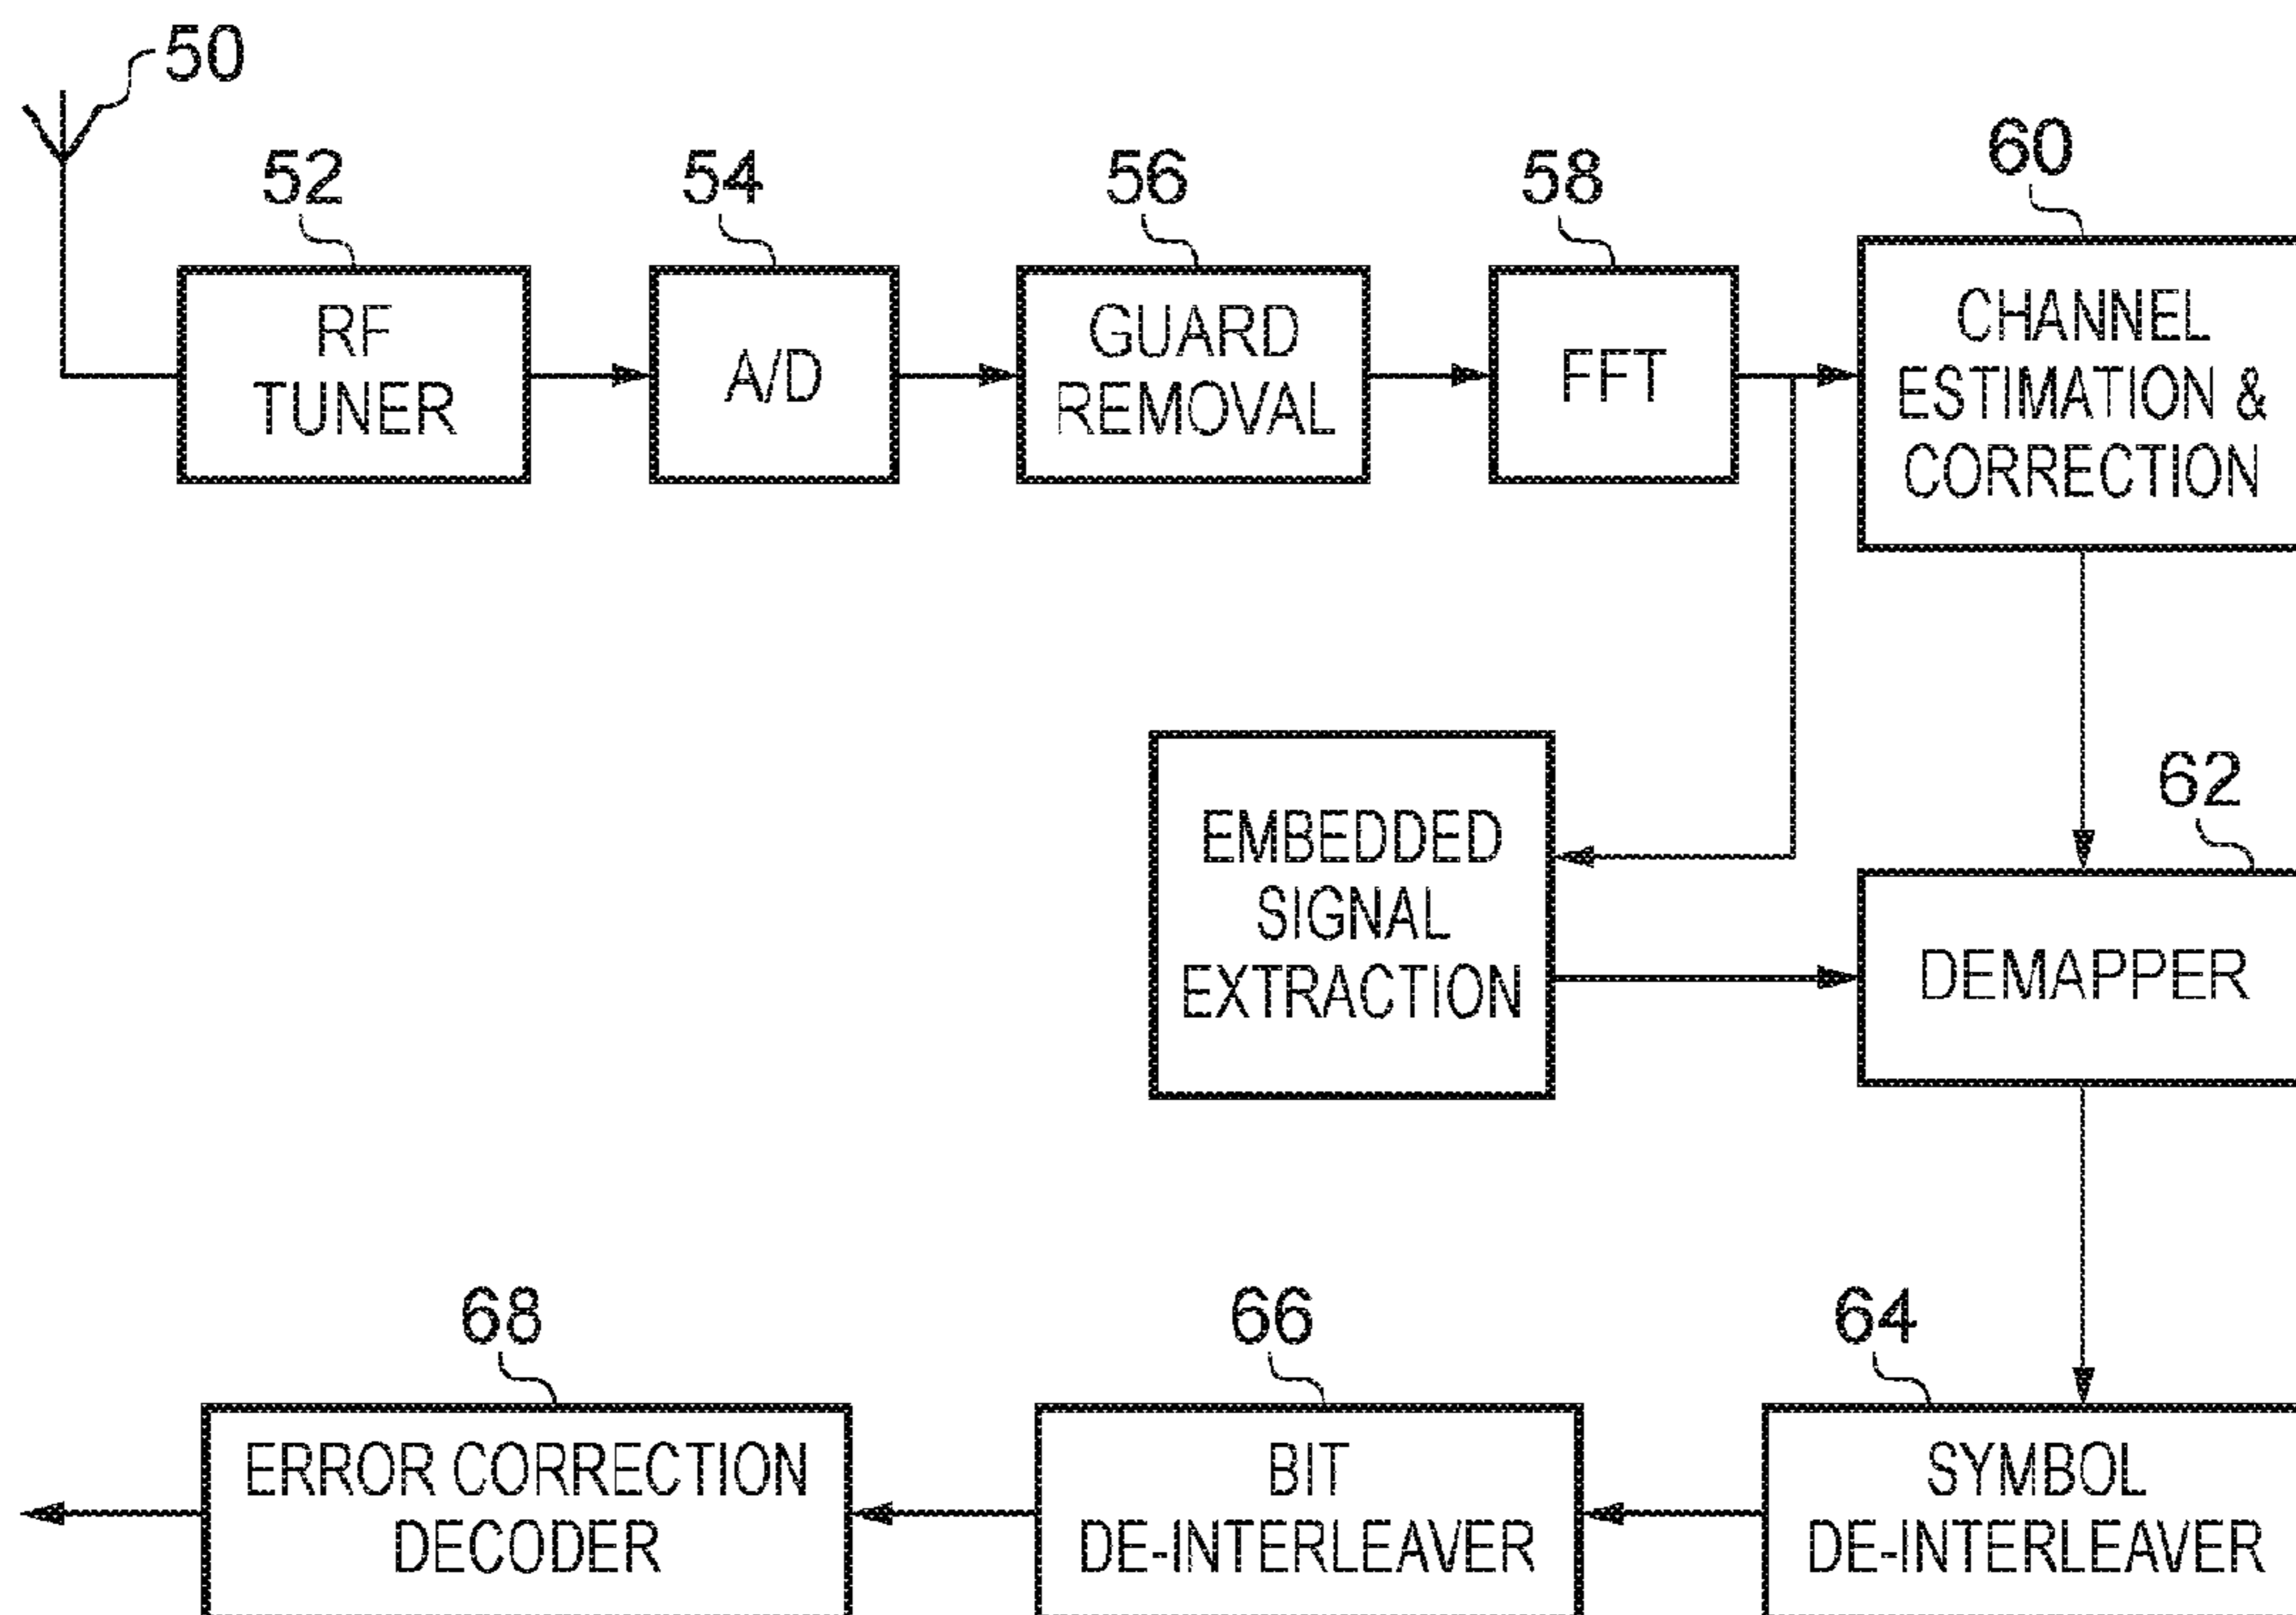 50
52
54
56
58
60
RF
TUNER
A/D
GUARD
REMOVAL
FFT
CHANNEL
ESTIMATION &
CORRECTION
EMBEDDED
SIGNAL
EXTRACTION
62
DEMAPPER
68
66
64
ERROR CORRECTION
DECODER
BIT
DE-INTERLEAVER
SYMBOL
DE-INTERLEAVER